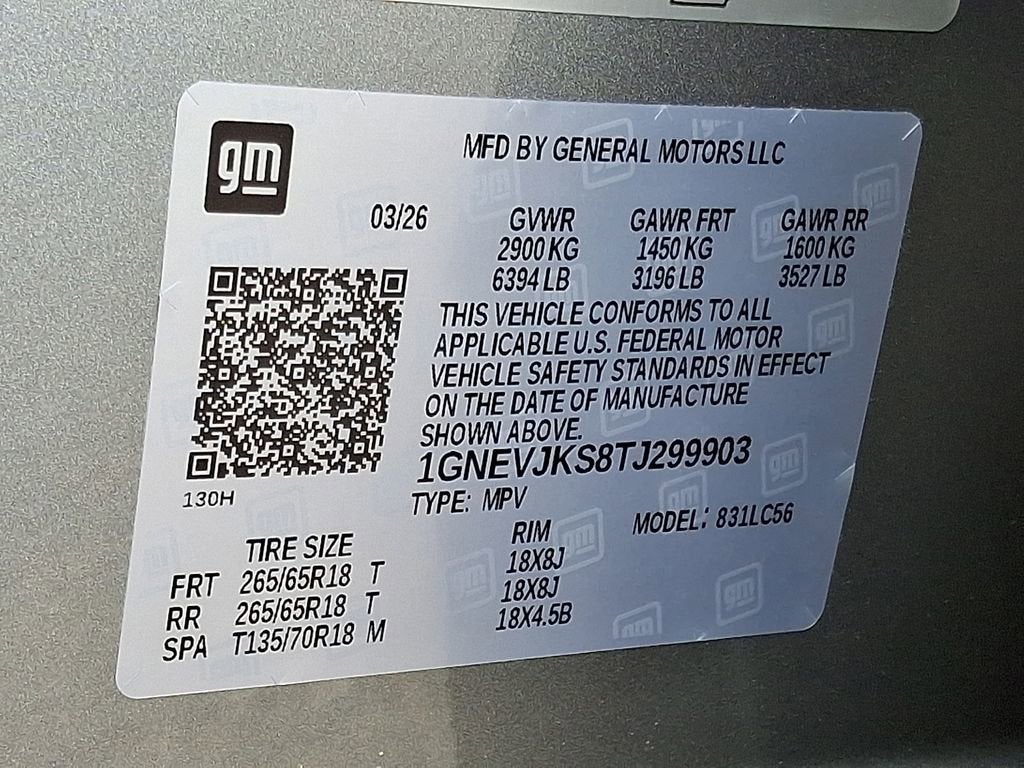 gm
MFD BY GENERAL MOTORS LLC
03/26 GVWR GAWR FRT GAWR RR
2900 KG 1450 KG 1600 KG
6394 LB 3196 LB 3527 LB
THIS VEHICLE CONFORMS TO ALL
APPLICABLE U.S. FEDERAL MOTOR
VEHICLE SAFETY STANDARDS IN EFFECT
ON THE DATE OF MANUFACTURE
SHOWN ABOVE.
1GNEVJKS8TJ299903
130H
TYPE: MPV
MODEL: 831LC56
TIRE SIZE RIM
FRT 265/65R18 T 18X8J
RR 265/65R18 T 18X8J
SPA T135/70R18 M 18X4.5B